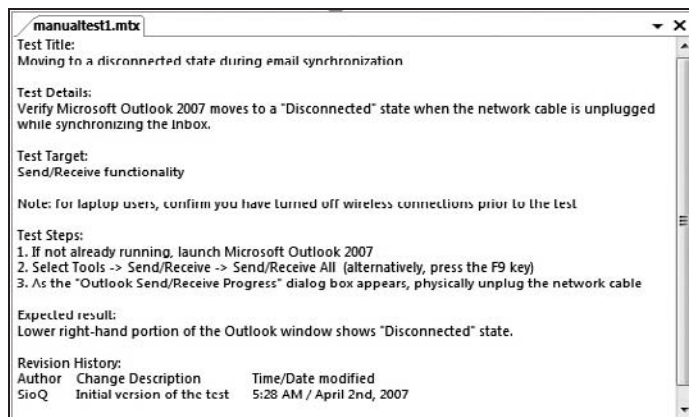 manualtest1.mtx
Test Title:
Moving to a disconnected state during email synchronization
Test Details:
Verify Microsoft Outlook 2007 moves to a "Disconnected" state when the network cable is unplugged
while synchronizing the Inbox.
Test Target:
Send/Receive functionality
Note: for laptop users, confirm you have turned off wireless connections prior to the test
Test Steps:
1. If not already running, launch Microsoft Outlook 2007
2. Select Tools -> Send/Receive -> Send/Receive All (alternatively, press the F9 key)
3. As the "Outlook Send/Receive Progress" dialog box appears, physically unplug the network cable
Expected result:
Lower right-hand portion of the Outlook window shows "Disconnected" state.
Revision History:
Author Change Description Time/Date modified
SioQ Initial version of the test 5:28 AM / April 2nd, 2007